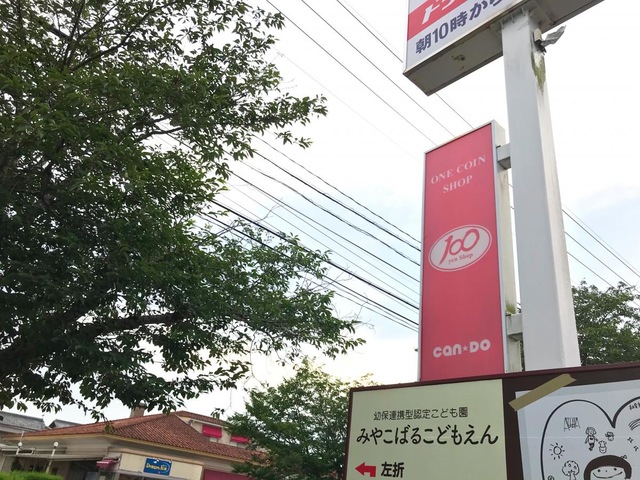 朝10時から
ONE COIN
SHOP
100
yen Shop
can★Do
幼保連携型認定こども園
みやこばるこどもえん
左折